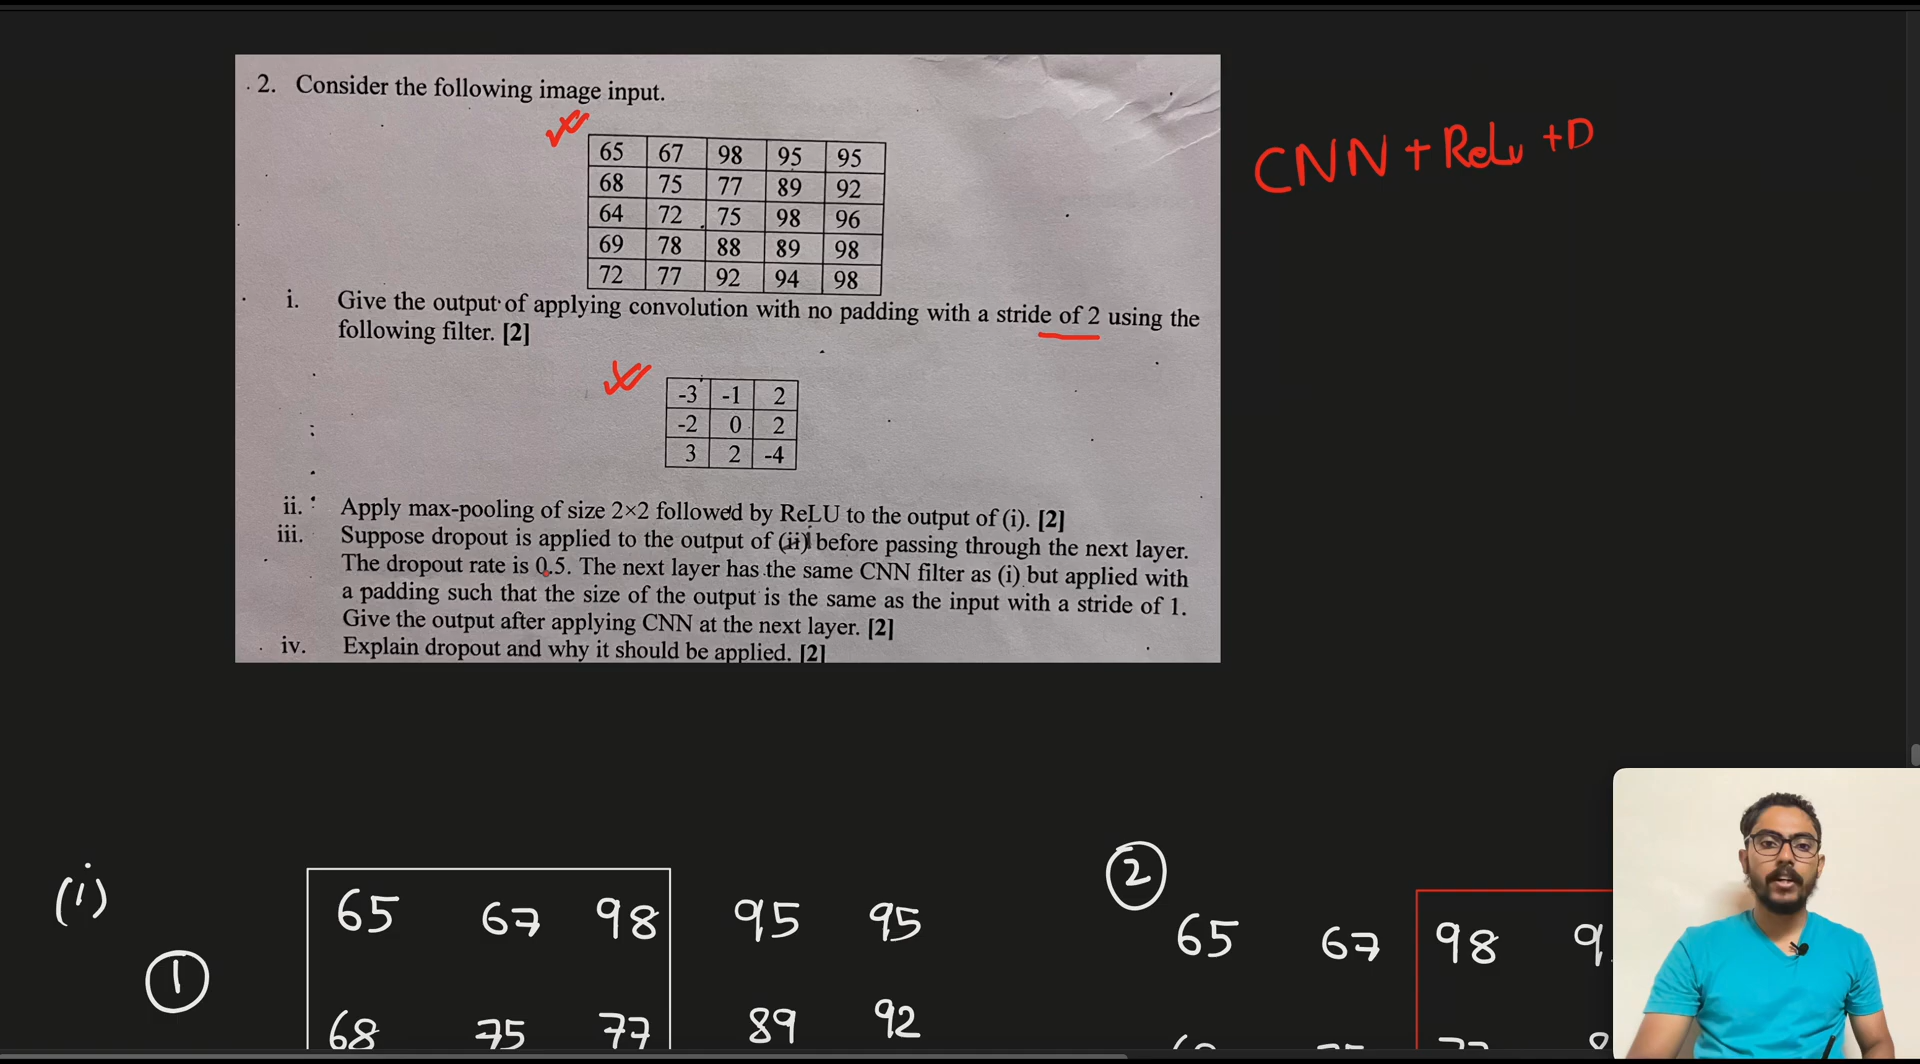 2. Consider the following image input.
65 67 98 95 95
68 75 77 89 92
64 72 75 98 96
69 78 88 89 98
72 77 92 94 98
CNN + ReLu + D
i. Give the output of applying convolution with no padding with a stride of 2 using the
following filter. [2]
-3 -1 2
-2 0 2
3 2 -4
ii. Apply max-pooling of size 2×2 followed by ReLU to the output of (i). [2]
iii. Suppose dropout is applied to the output of (ii) before passing through the next layer.
The dropout rate is 0.5. The next layer has the same CNN filter as (i) but applied with
a padding such that the size of the output is the same as the input with a stride of 1.
Give the output after applying CNN at the next layer. [2]
iv. Explain dropout and why it should be applied. [2]
(i)
1
65 67 98 95 95
68 75 77 89 92
2
65 67 98 9